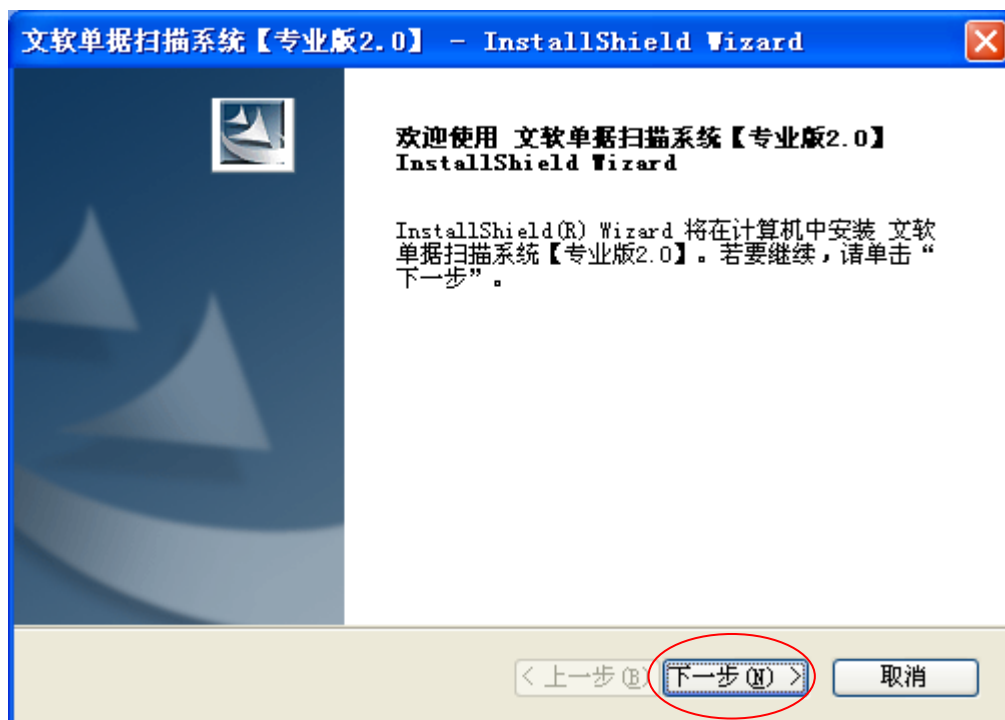 文软单据扫描系统【专业版2.0】 - InstallShield Wizard
欢迎使用 文软单据扫描系统【专业版2.0】
InstallShield Wizard
InstallShield(R) Wizard 将在计算机中安装 文软
单据扫描系统【专业版2.0】。若要继续，请单击“
下一步”。
< 上一步(B) 下一步(N) > 取消